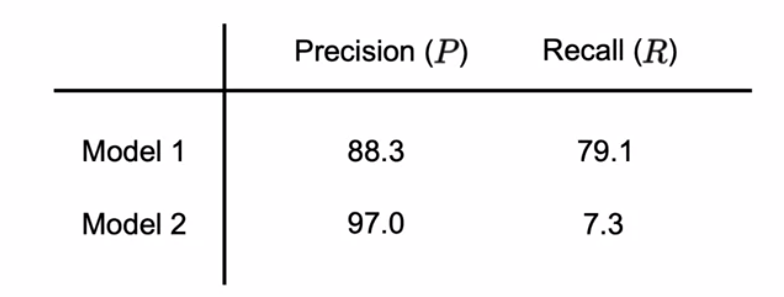 Precision (P) Recall (R)
Model 1 88.3 79.1
Model 2 97.0 7.3